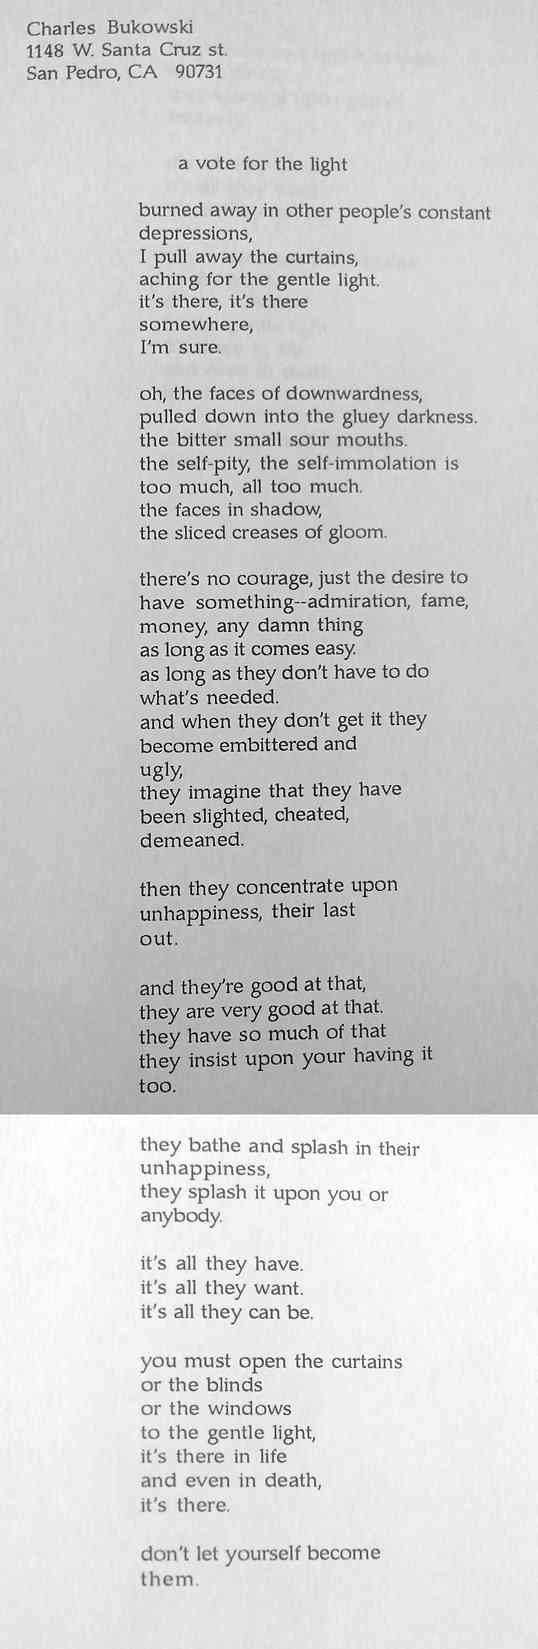 Charles Bukowski
1148 W. Santa Cruz st.
San Pedro, CA 90731
a vote for the light
burned away in other people's constant
depressions,
I pull away the curtains,
aching for the gentle light.
it's there, it's there
somewhere,
I'm sure.
oh, the faces of downwardness,
pulled down into the gluey darkness.
the bitter small sour mouths.
the self-pity, the self-immolation is
too much, all too much.
the faces in shadow,
the sliced creases of gloom.
there's no courage, just the desire to
have something--admiration, fame,
money, any damn thing
as long as it comes easy.
as long as they don't have to do
what's needed.
and when they don't get it they
become embittered and
ugly,
they imagine that they have
been slighted, cheated,
demeaned.
then they concentrate upon
unhappiness, their last
out.
and they're good at that,
they are very good at that.
they have so much of that
they insist upon your having it
too.
they bathe and splash in their
unhappiness,
they splash it upon you or
anybody.
it's all they have.
it's all they want.
it's all they can be.
you must open the curtains
or the blinds
or the windows
to the gentle light,
it's there in life
and even in death,
it's there.
don't let yourself become
them.